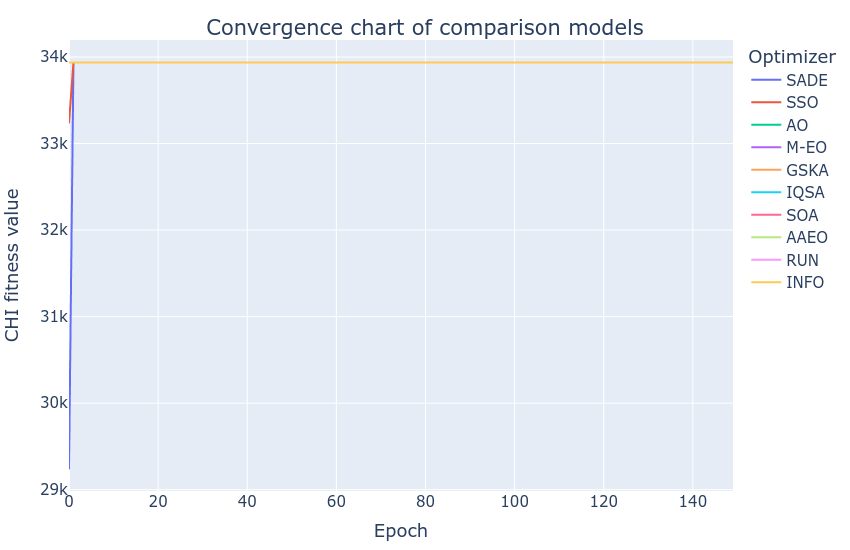 Convergence chart of comparison models
CHI fitness value
34k
33k
32k
31k
30k
29k
0 20 40 60 80 100 120 140
Epoch
Optimizer
SADE
SSO
AO
M-EO
GSKA
IQSA
SOA
AAEO
RUN
INFO